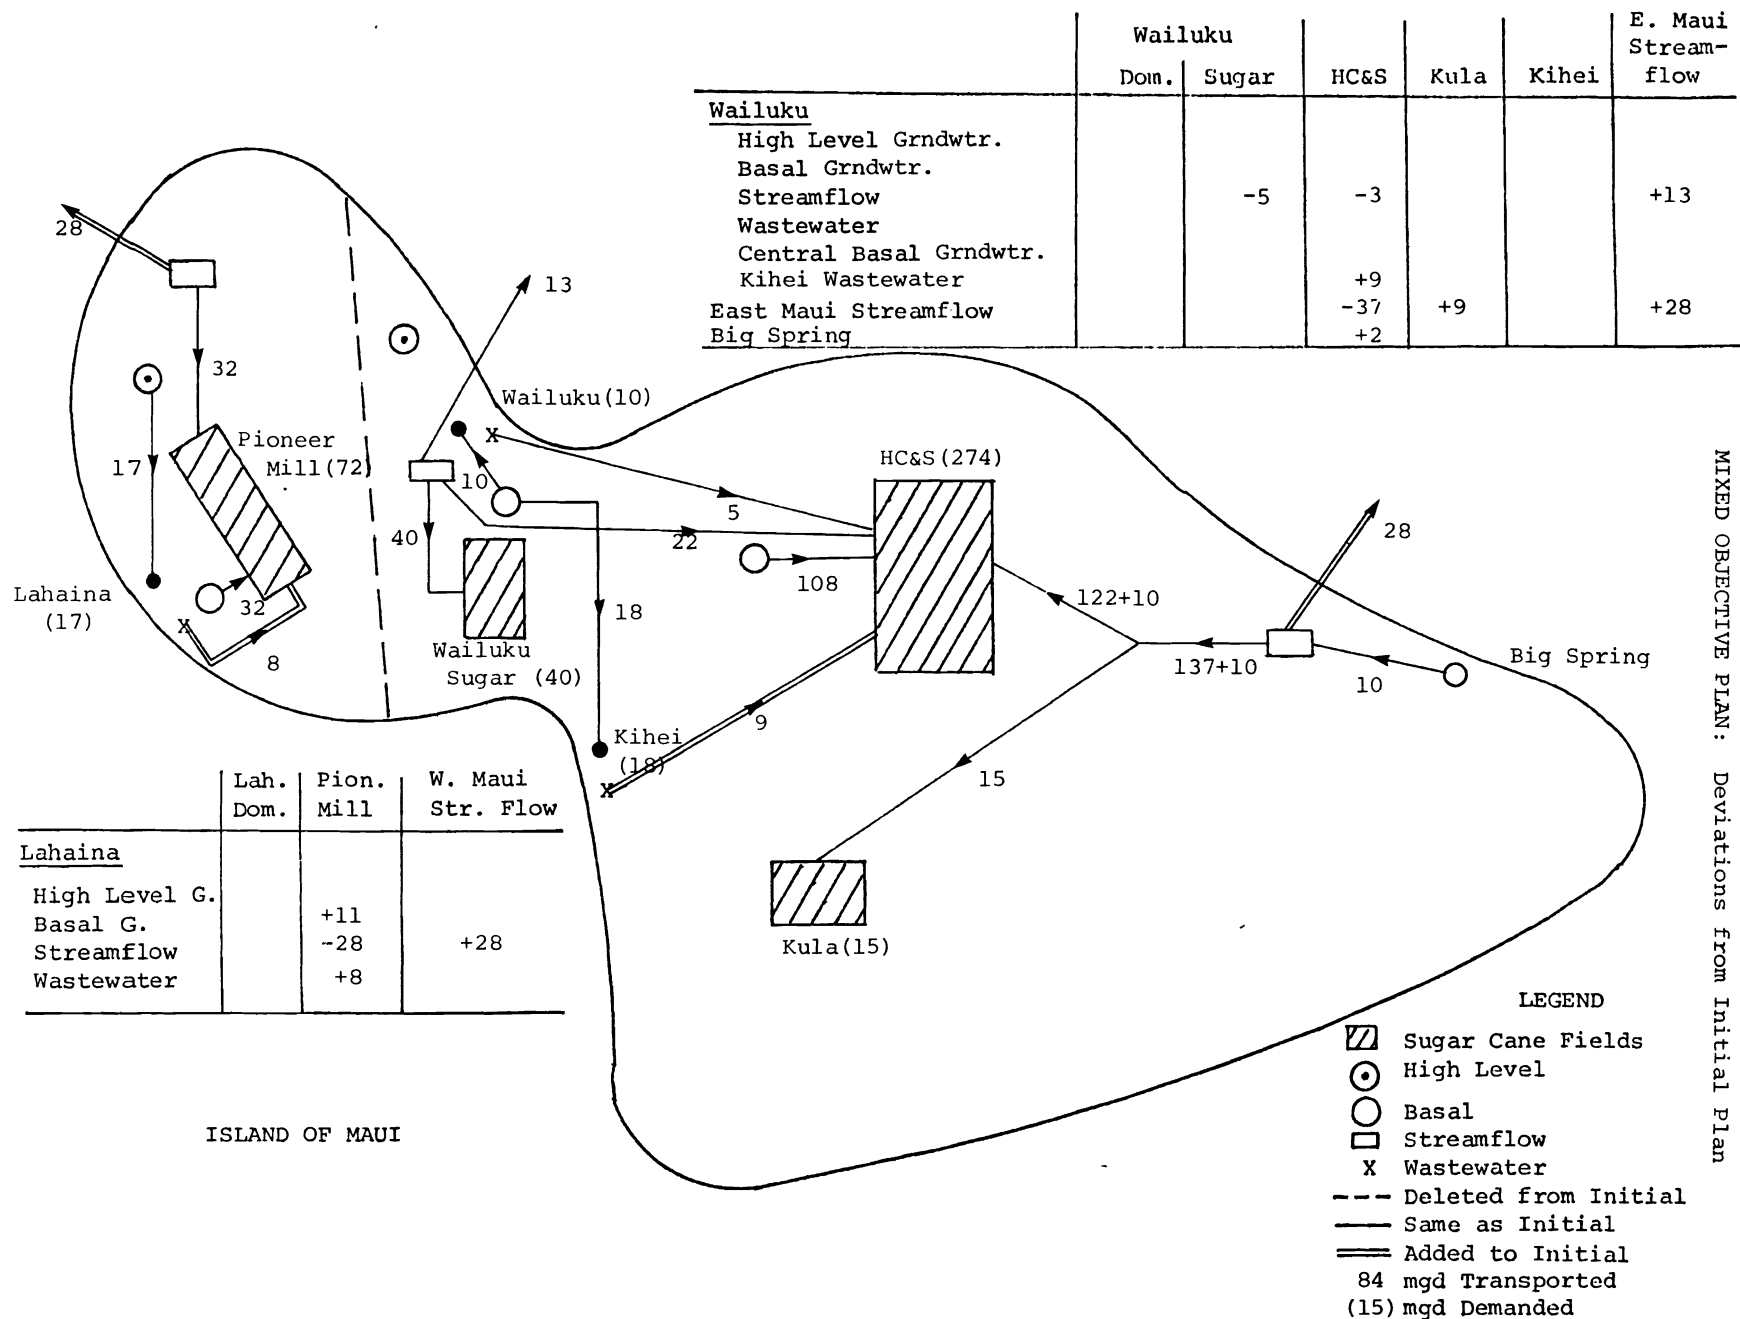 Wailuku
E. Maui
Stream-
flow
Dom. Sugar HC&S Kula Kihei
Wailuku
High Level Grndwtr.
Basal Grndwtr.
Streamflow -5 -3 +13
Wastewater
Central Basal Grndwtr.
Kihei Wastewater +9
East Maui Streamflow -37 +9 +28
Big Spring +2
28
32
17
Pioneer
Mill (72)
Lahaina
(17)
32
8
13
Wailuku (10)
10
40
Wailuku
Sugar (40)
5
22
108
18
HC&S (274)
Kihei
(18)
9
122+10
137+10
28
10
Big Spring
15
Kula (15)
Lah.
Dom.
Pion.
Mill
W. Maui
Str. Flow
Lahaina
High Level G.
Basal G. +11
Streamflow -28 +28
Wastewater +8
ISLAND OF MAUI
MIXED OBJECTIVE PLAN: Deviations from Initial Plan
LEGEND
Sugar Cane Fields
High Level
Basal
Streamflow
X Wastewater
Deleted from Initial
Same as Initial
Added to Initial
84 mgd Transported
(15) mgd Demanded